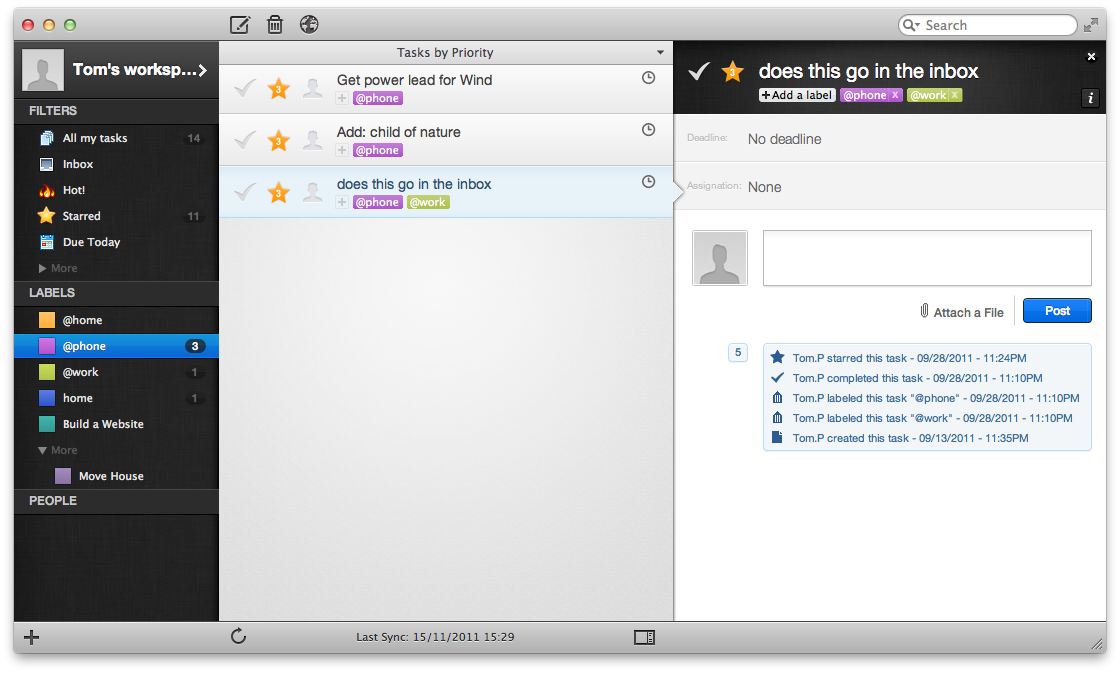 Search
Tom's worksp...
FILTERS
All my tasks 14
Inbox
Hot!
Starred 11
Due Today
More
LABELS
@home
@phone 3
@work 1
home 1
Build a Website
More
Move House
PEOPLE
Tasks by Priority
3 Get power lead for Wind
+ @phone
3 Add: child of nature
+ @phone
3 does this go in the inbox
+ @phone @work
3 does this go in the inbox
+Add a label @phone x @work x
i
Deadline: No deadline
Assignation: None
Attach a File Post
5
Tom.P starred this task - 09/28/2011 - 11:24PM
Tom.P completed this task - 09/28/2011 - 11:10PM
Tom.P labeled this task "@phone" - 09/28/2011 - 11:10PM
Tom.P labeled this task "@work" - 09/28/2011 - 11:10PM
Tom.P created this task - 09/13/2011 - 11:35PM
Last Sync: 15/11/2011 15:29